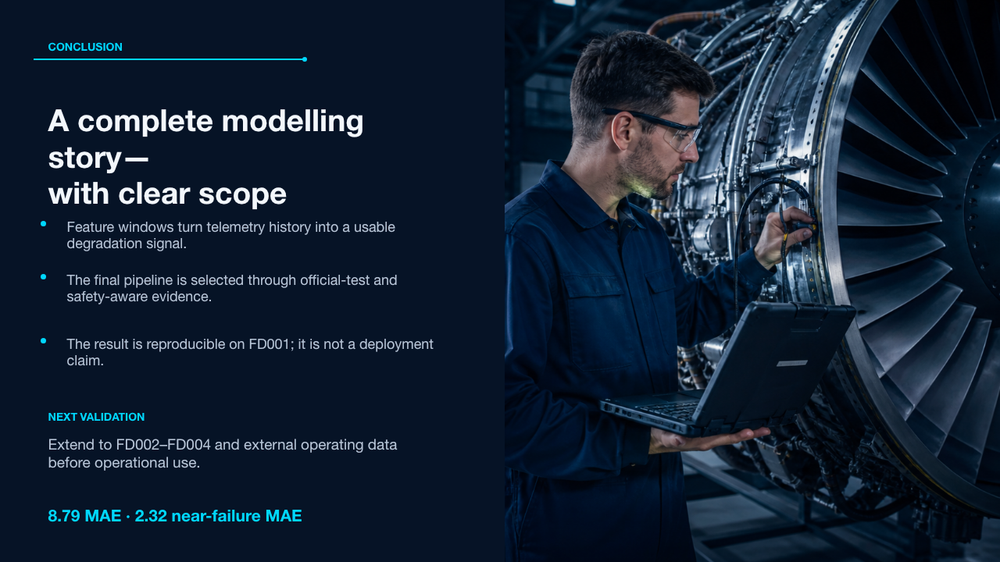 CONCLUSION
A complete modelling
story—
with clear scope
Feature windows turn telemetry history into a usable
degradation signal.
The final pipeline is selected through official-test and
safety-aware evidence.
The result is reproducible on FD001; it is not a deployment
claim.
NEXT VALIDATION
Extend to FD002–FD004 and external operating data
before operational use.
8.79 MAE · 2.32 near-failure MAE